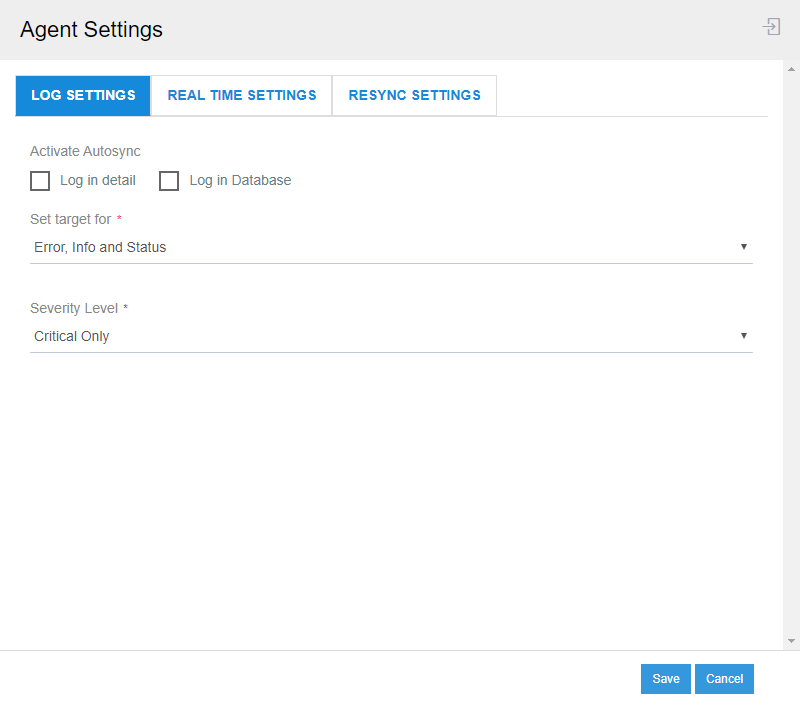 Agent Settings
LOG SETTINGS REAL TIME SETTINGS RESYNC SETTINGS
Activate Autosync
Log in detail Log in Database
Set target for *
Error, Info and Status
Severity Level *
Critical Only
Save Cancel